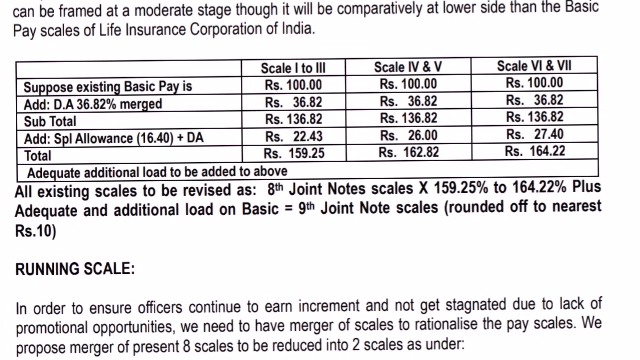 can be framed at a moderate stage though it will be comparatively at lower side than the Basic
Pay scales of Life Insurance Corporation of India.
Scale I to III Scale IV & V Scale VI & VII
Suppose existing Basic Pay is Rs. 100.00 Rs. 100.00 Rs. 100.00
Add: D.A 36.82% merged Rs. 36.82 Rs. 36.82 Rs. 36.82
Sub Total Rs. 136.82 Rs. 136.82 Rs. 136.82
Add: Spl Allowance (16.40) + DA Rs. 22.43 Rs. 26.00 Rs. 27.40
Total Rs. 159.25 Rs. 162.82 Rs. 164.22
Adequate additional load to be added to above
All existing scales to be revised as: 8th Joint Notes scales X 159.25% to 164.22% Plus
Adequate and additional load on Basic = 9th Joint Note scales (rounded off to nearest
Rs.10)
RUNNING SCALE:
In order to ensure officers continue to earn increment and not get stagnated due to lack of
promotional opportunities, we need to have merger of scales to rationalise the pay scales. We
propose merger of present 8 scales to be reduced into 2 scales as under: